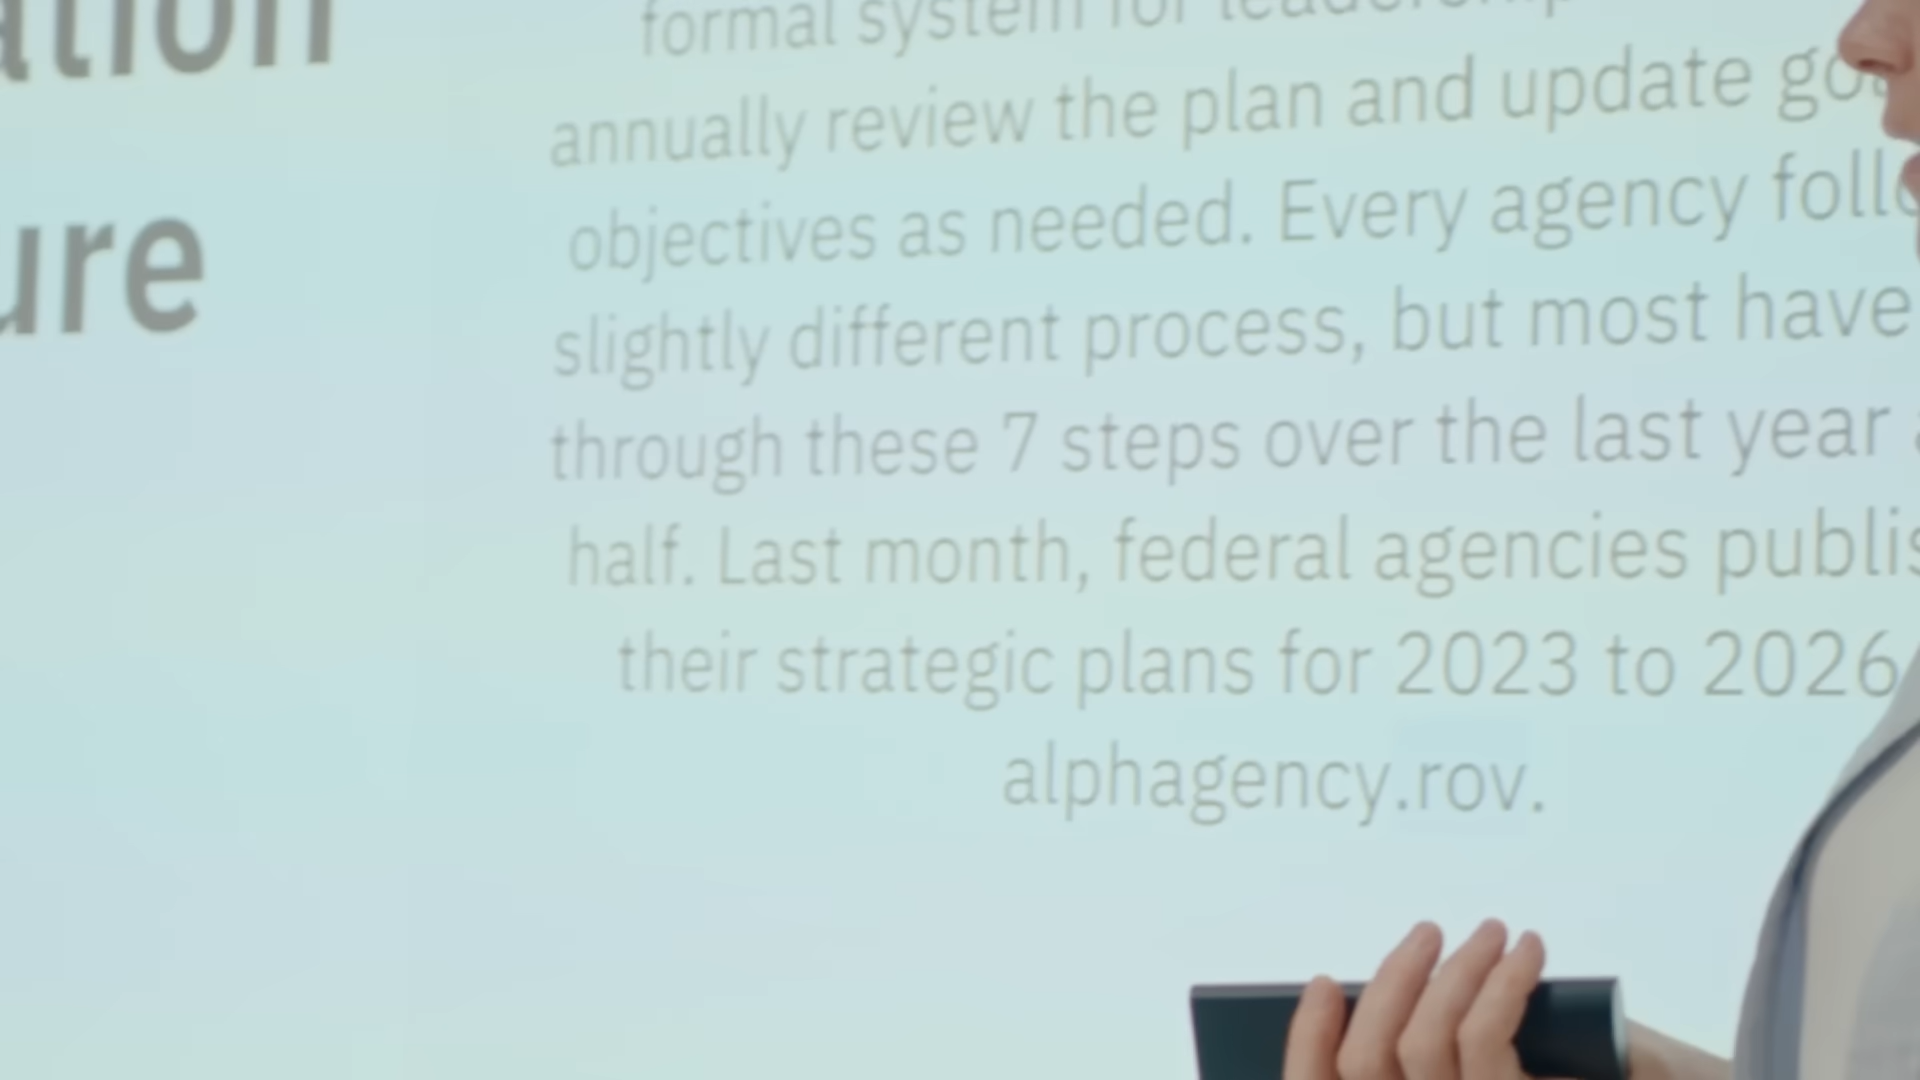 ation
ure
formal system for leadership
annually review the plan and update go
objectives as needed. Every agency follo
slightly different process, but most have
through these 7 steps over the last year a
half. Last month, federal agencies publis
their strategic plans for 2023 to 2026
alphagency.rov.